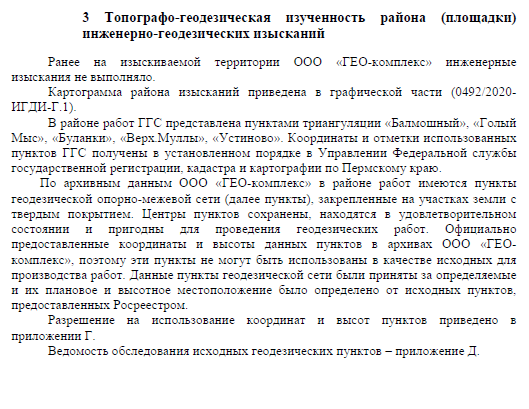 3 Топографо-геодезическая изученность района (площадки)
инженерно-геодезических изысканий
Ранее на изыскиваемой территории ООО «ГЕО-комплекс» инженерные
изыскания не выполняло.
Картограмма района изысканий приведена в графической части (0492/2020-
ИГДИ-Г.1).
В районе работ ГГС представлена пунктами триангуляции «Балмошный», «Голый
Мыс», «Буланки», «Верх.Муллы», «Устиново». Координаты и отметки использованных
пунктов ГГС получены в установленном порядке в Управлении Федеральной службы
государственной регистрации, кадастра и картографии по Пермскому краю.
По архивным данным ООО «ГЕО-комплекс» в районе работ имеются пункты
геодезической опорно-межевой сети (далее пункты), закрепленные на участках земли с
твердым покрытием. Центры пунктов сохранены, находятся в удовлетворительном
состоянии и пригодны для проведения геодезических работ. Официально
предоставленные координаты и высоты данных пунктов в архивах ООО «ГЕО-
комплекс», поэтому эти пункты не могут быть использованы в качестве исходных для
производства работ. Данные пункты геодезической сети были приняты за определяемые
и их плановое и высотное местоположение было определено от исходных пунктов,
предоставленных Росреестром.
Разрешение на использование координат и высот пунктов приведено в
приложении Г.
Ведомость обследования исходных геодезических пунктов – приложение Д.